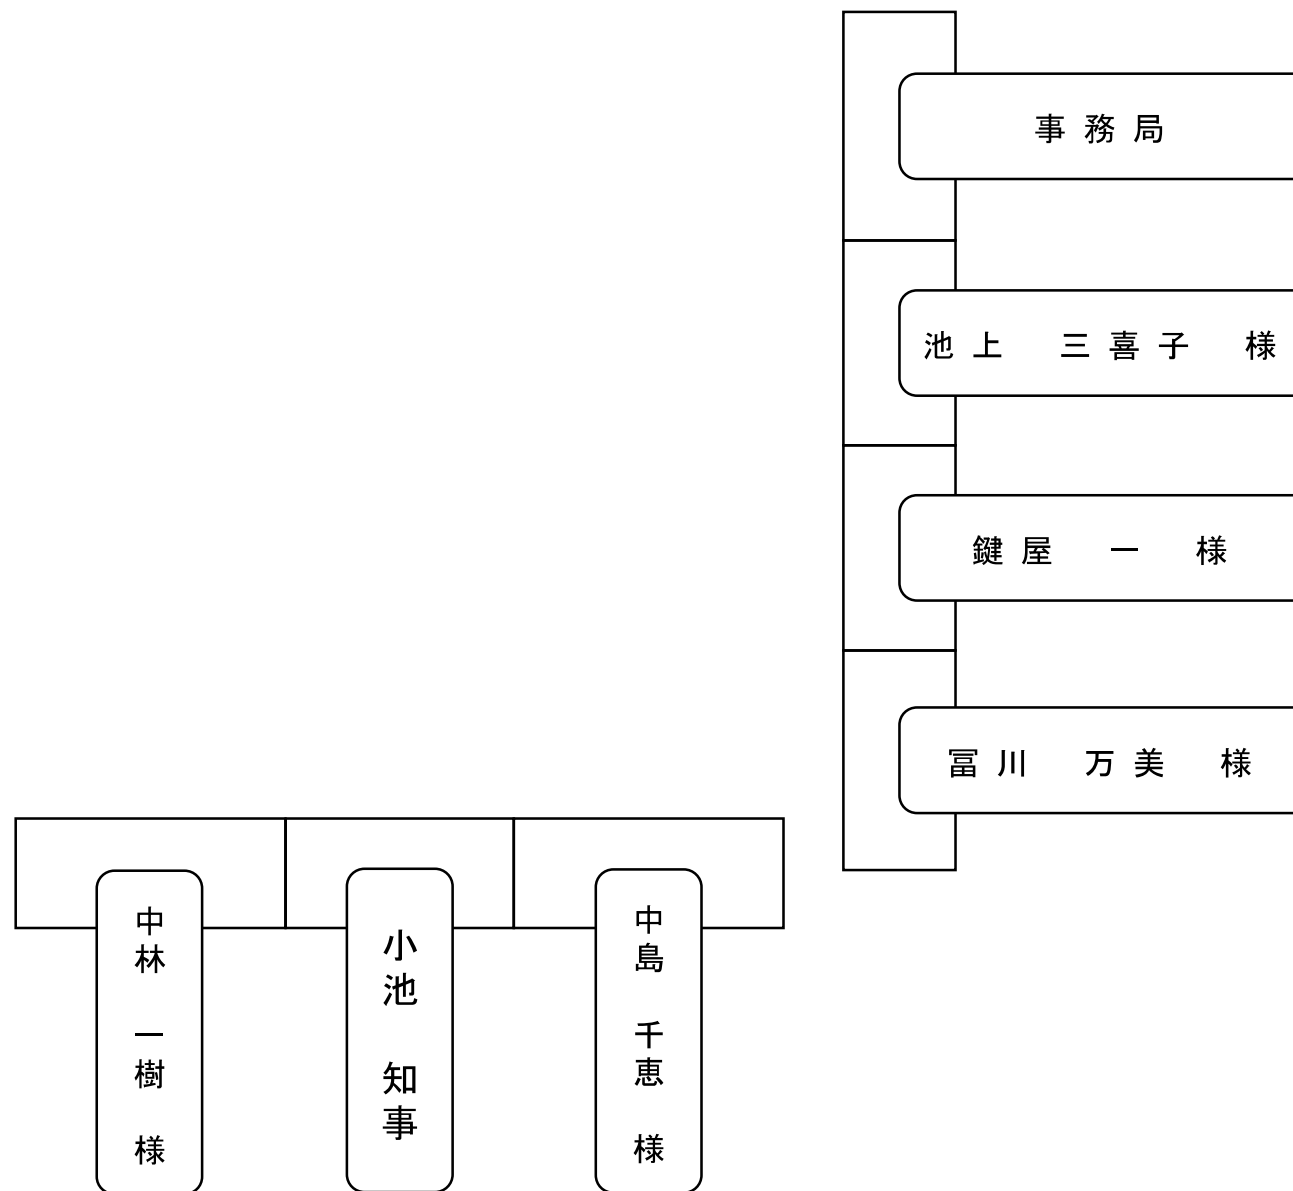 事務局
池上　三喜子　様
鍵屋　一　様
冨川　万美　様
中林　一樹　様
小池　知事
中島　千恵　様